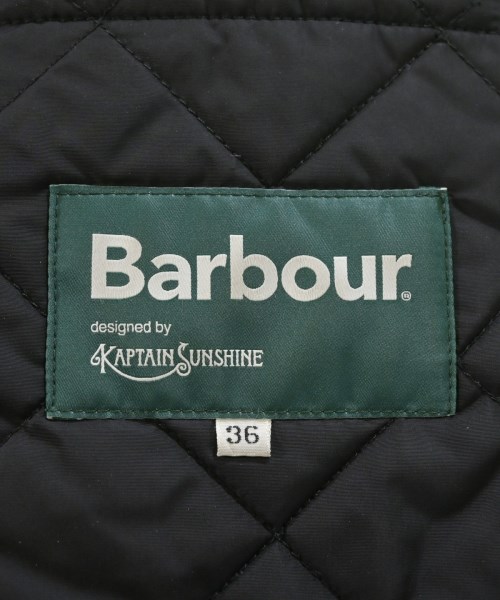 Barbour®
designed by
KAPTAIN SUNSHINE
36